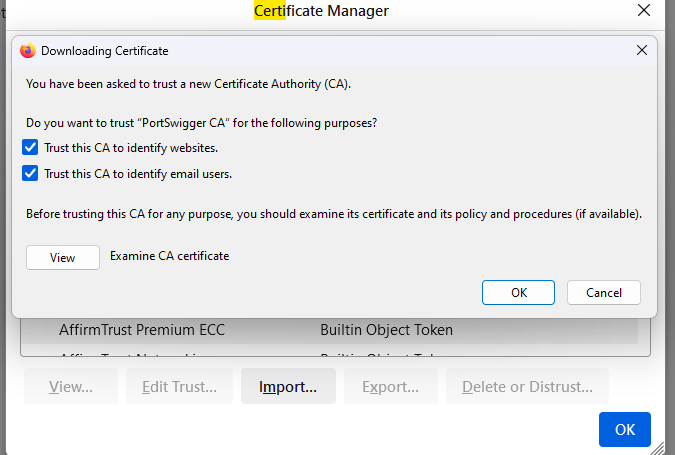 Certificate Manager
Downloading Certificate
You have been asked to trust a new Certificate Authority (CA).
Do you want to trust “PortSwigger CA” for the following purposes?
Trust this CA to identify websites.
Trust this CA to identify email users.
Before trusting this CA for any purpose, you should examine its certificate and its policy and procedures (if available).
View Examine CA certificate
OK Cancel
AffirmTrust Premium ECC Builtin Object Token
View... Edit Trust... Import... Export... Delete or Distrust...
OK